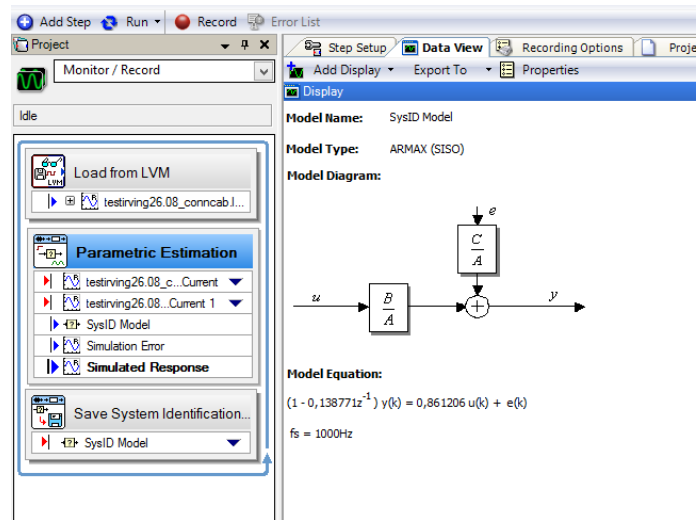 Add Step Run Record Error List
Project
Monitor / Record
Idle
Load from LVM
testirving26.08_conncab.l...
Parametric Estimation
testirving26.08_c...Current
testirving26.08...Current 1
SysID Model
Simulation Error
Simulated Response
Save System Identification...
SysID Model
Step Setup Data View Recording Options Proje
Add Display Export To Properties
Display
Model Name: SysID Model
Model Type: ARMAX (SISO)
Model Diagram:
e
C
A
u
B
A
y
Model Equation:
(1 - 0,138771z⁻¹) y(k) = 0,861206 u(k) + e(k)
fs = 1000Hz